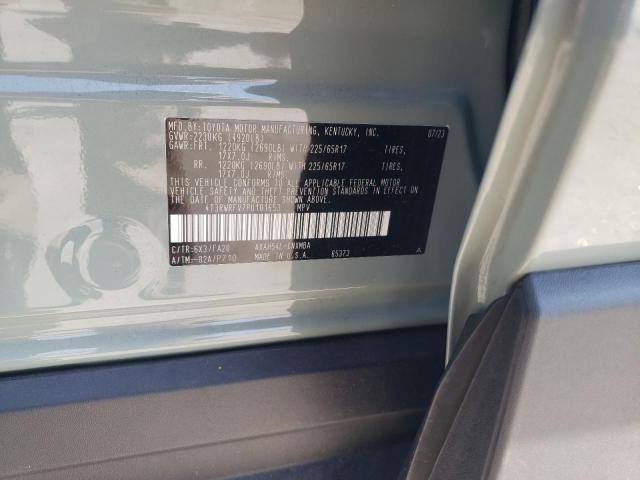 MFD.BY:TOYOTA MOTOR MANUFACTURING, KENTUCKY, INC. 07/23
GVWR:2230KG (4920LB)
GAWR:FRT. 1220KG (2690LB) WITH 225/65R17 TIRES,
17X7.0J RIMS,
RR. 1220KG (2690LB) WITH 225/65R17 TIRES,
17X7.0J RIMS,
THIS VEHICLE CONFORMS TO ALL APPLICABLE FEDERAL MOTOR
VEHICLE SAFETY AND THEFT PREVENTION STANDARDS IN EFFECT ON
THE DATE OF MANUFACTURE SHOWN ABOVE.
MPV
C/TR:6X3/FA20 AXAH54L-CNXMBA
A/TM:-02A/P710 MADE IN U.S.A. 85373 A